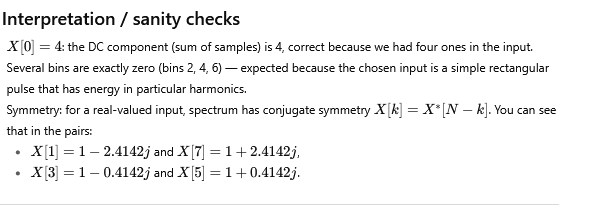 Interpretation / sanity checks
X[0] = 4: the DC component (sum of samples) is 4, correct because we had four ones in the input.
Several bins are exactly zero (bins 2, 4, 6) — expected because the chosen input is a simple rectangular
pulse that has energy in particular harmonics.
Symmetry: for a real-valued input, spectrum has conjugate symmetry X[k] = X*[N − k]. You can see
that in the pairs:
• X[1] = 1 − 2.4142j and X[7] = 1 + 2.4142j,
• X[3] = 1 − 0.4142j and X[5] = 1 + 0.4142j.